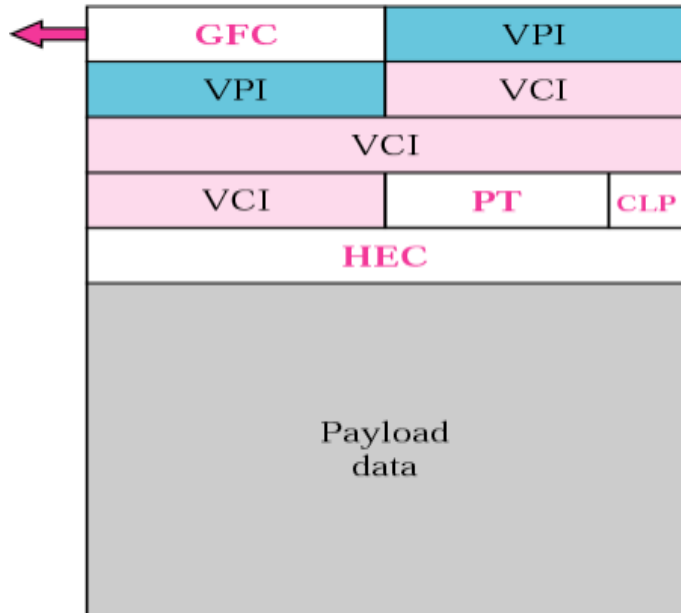 GFC VPI
VPI VCI
VCI
VCI PT CLP
HEC
Payload
data